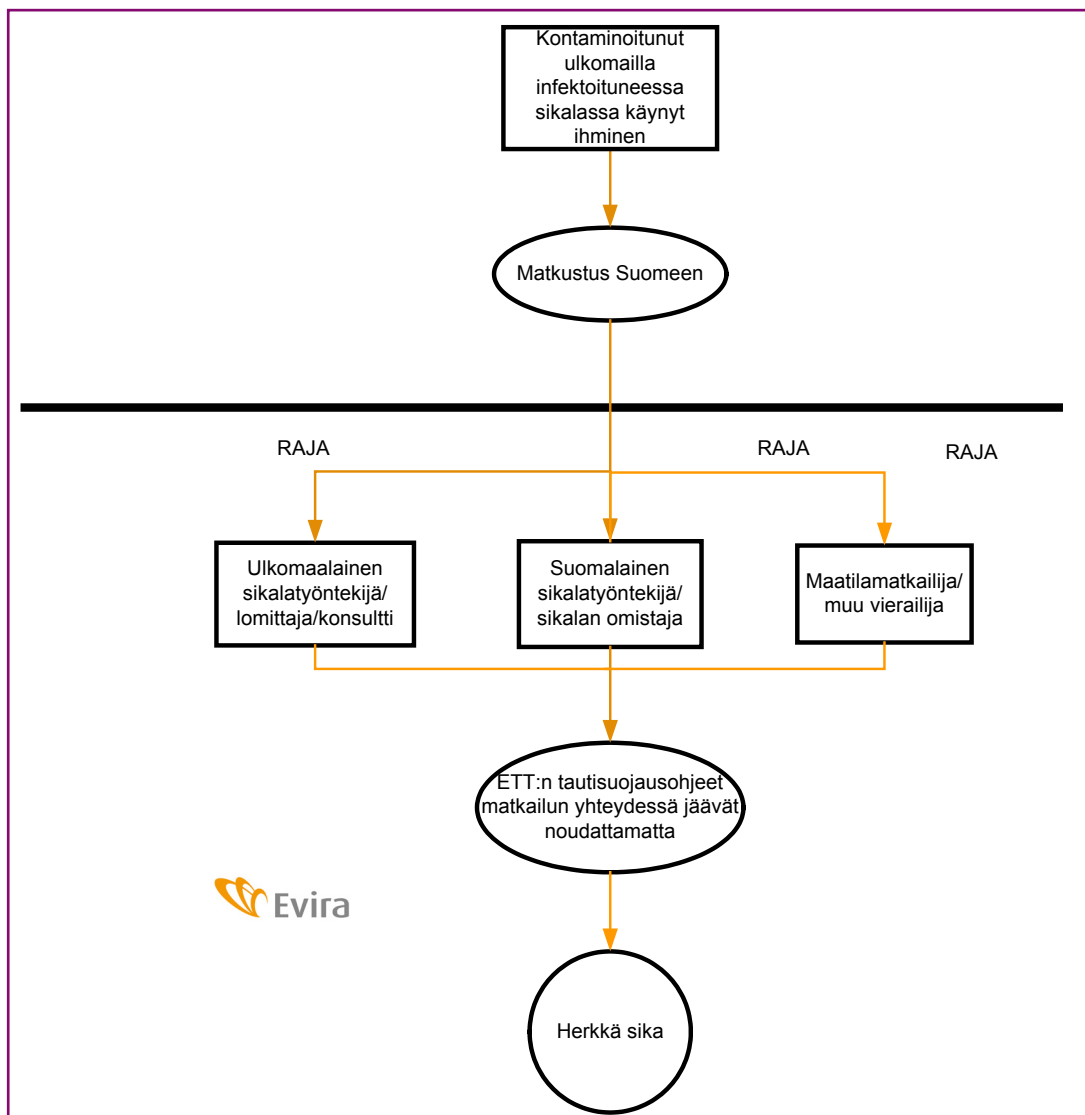 Kontaminoitunut
ulkomailla
infektoituneessa
sikalassa käynyt
ihminen
Matkustus Suomeen
RAJA
RAJA
RAJA
Ulkomaalainen
sikalatyöntekijä/
lomittaja/konsultti
Suomalainen
sikalatyöntekijä/
sikalan omistaja
Maatilamatkailija/
muu vierailija
ETT:n tautisuojausohjeet
matkailun yhteydessä jäävät
noudattamatta
Evira
Herkkä sika